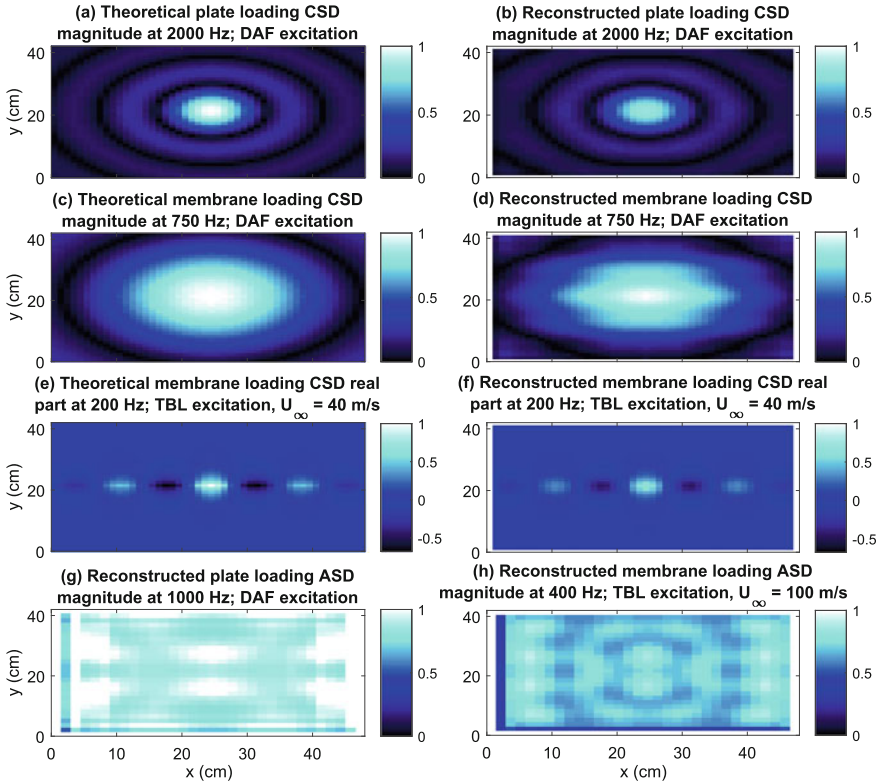 (a) Theoretical plate loading CSD
magnitude at 2000 Hz; DAF excitation
(b) Reconstructed plate loading CSD
magnitude at 2000 Hz; DAF excitation
40
20
0
y (cm)
1
0.5
0
40
20
0
1
0.5
0
(c) Theoretical membrane loading CSD
magnitude at 750 Hz; DAF excitation
(d) Reconstructed membrane loading CSD
magnitude at 750 Hz; DAF excitation
40
20
0
y (cm)
1
0.5
0
40
20
0
1
0.5
0
(e) Theoretical membrane loading CSD real
part at 200 Hz; TBL excitation, U∞ = 40 m/s
(f) Reconstructed membrane loading CSD real
part at 200 Hz; TBL excitation, U∞ = 40 m/s
40
20
0
y (cm)
1
0.5
0
-0.5
40
20
0
1
0.5
0
-0.5
(g) Reconstructed plate loading ASD
magnitude at 1000 Hz; DAF excitation
(h) Reconstructed membrane loading ASD
magnitude at 400 Hz; TBL excitation, U∞ = 100 m/s
40
20
0
y (cm)
0 10 20 30 40
x (cm)
1
0.5
0
40
20
0
0 10 20 30 40
x (cm)
1
0.5
0